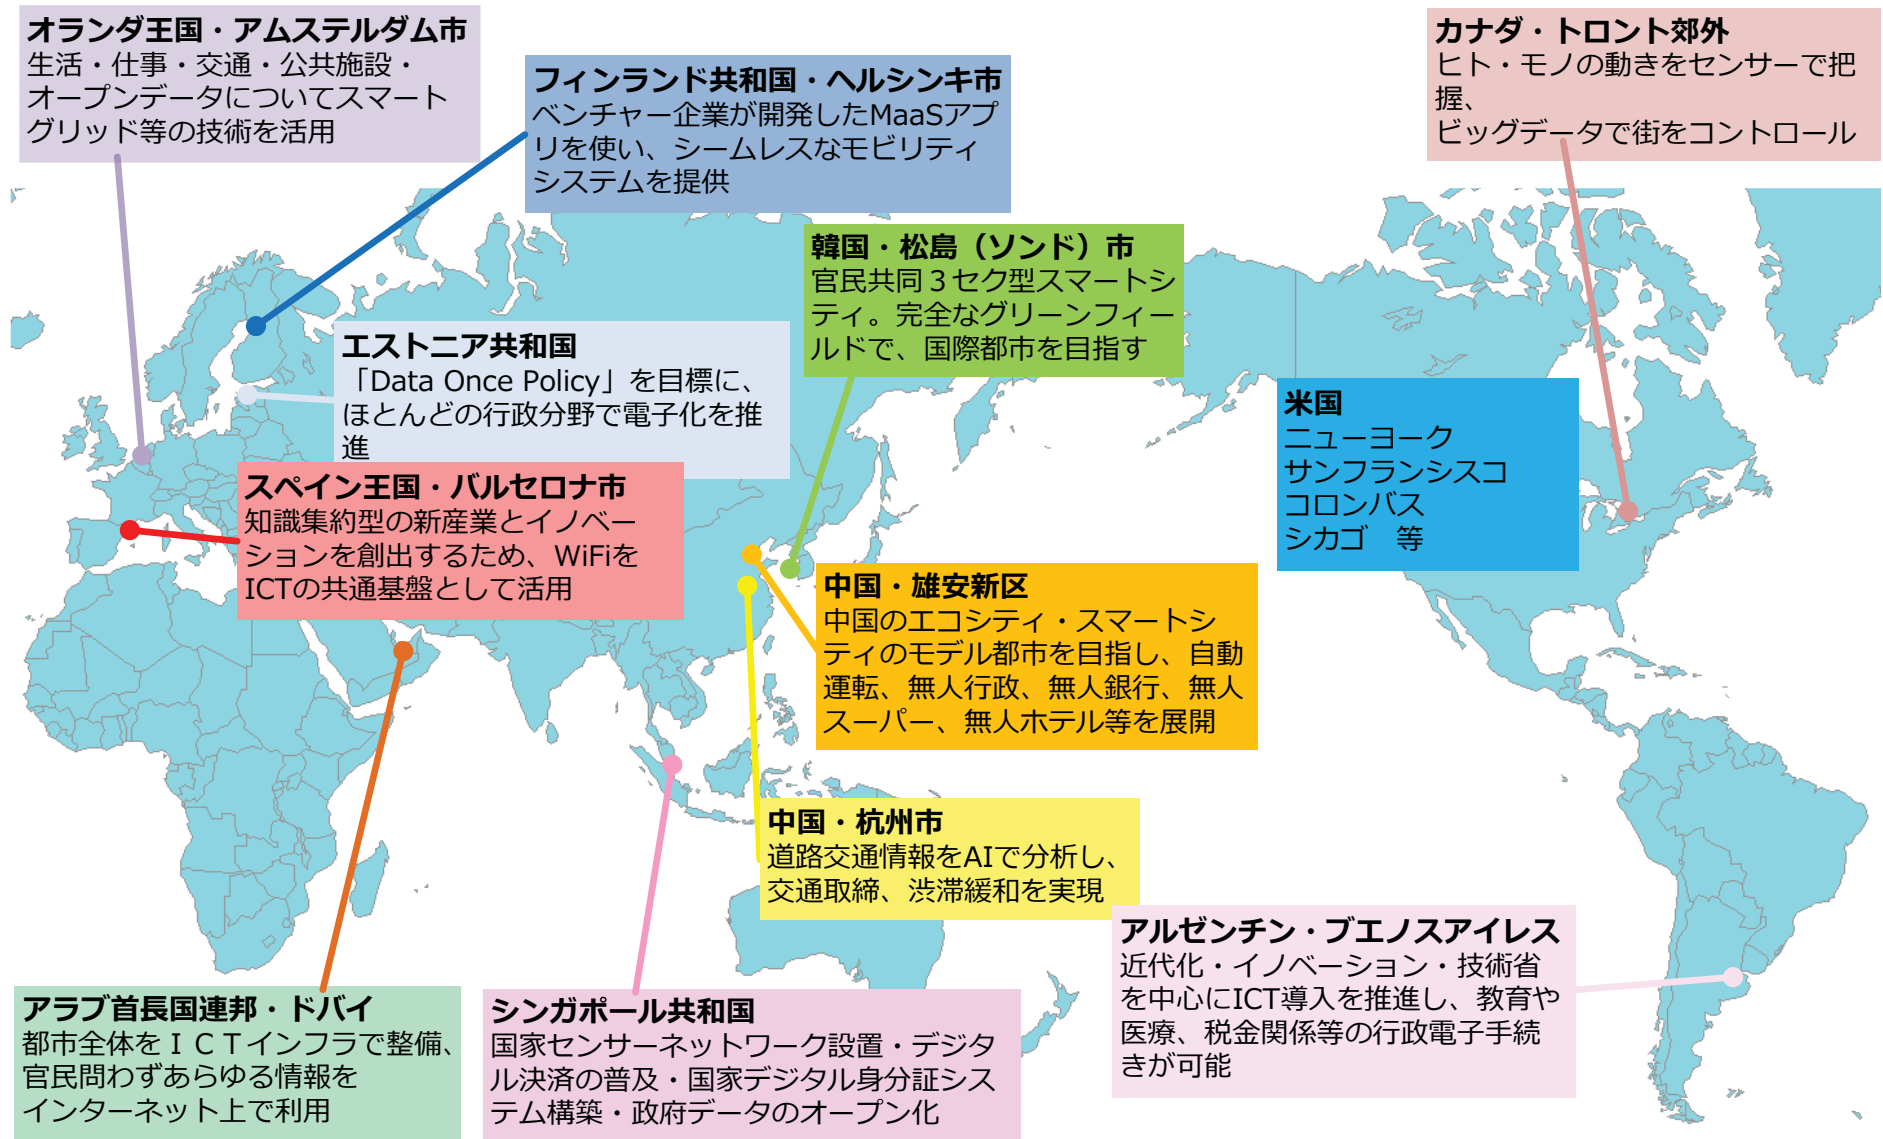 オランダ王国・アムステルダム市
生活・仕事・交通・公共施設・
オープンデータについてスマート
グリッド等の技術を活用
フィンランド共和国・ヘルシンキ市
ベンチャー企業が開発したMaaSアプ
リを使い、シームレスなモビリティ
システムを提供
カナダ・トロント郊外
ヒト・モノの動きをセンサーで把
握、
ビッグデータで街をコントロール
韓国・松島（ソンド）市
官民共同３セク型スマートシ
ティ。完全なグリーンフィー
ルドで、国際都市を目指す
エストニア共和国
「Data Once Policy」を目標に、
ほとんどの行政分野で電子化を推
進
米国
ニューヨーク
サンフランシスコ
コロンバス
シカゴ　等
スペイン王国・バルセロナ市
知識集約型の新産業とイノベー
ションを創出するため、WiFiを
ICTの共通基盤として活用
中国・雄安新区
中国のエコシティ・スマートシ
ティのモデル都市を目指し、自動
運転、無人行政、無人銀行、無人
スーパー、無人ホテル等を展開
中国・杭州市
道路交通情報をAIで分析し、
交通取締、渋滞緩和を実現
アルゼンチン・ブエノスアイレス
近代化・イノベーション・技術省
を中心にICT導入を推進し、教育や
医療、税金関係等の行政電子手続
きが可能
アラブ首長国連邦・ドバイ
都市全体をＩＣＴインフラで整備、
官民問わずあらゆる情報を
インターネット上で利用
シンガポール共和国
国家センサーネットワーク設置・デジタ
ル決済の普及・国家デジタル身分証シス
テム構築・政府データのオープン化